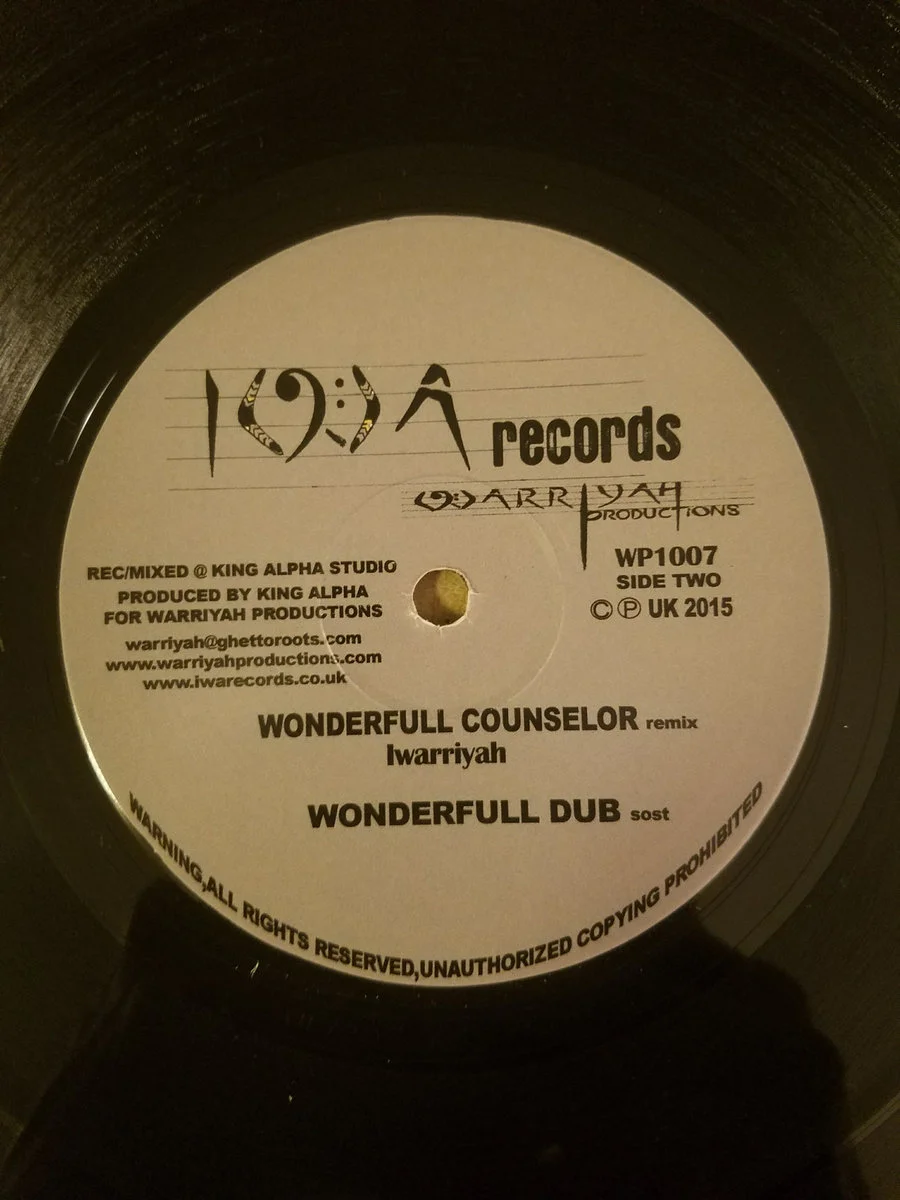 IWA records
WARRIYAH
PRODUCTIONS
REC/MIXED @ KING ALPHA STUDIO
PRODUCED BY KING ALPHA
FOR WARRIYAH PRODUCTIONS
warriyah@ghettoroots.com
www.warriyahproductions.com
www.iwarecords.co.uk
WP1007
SIDE TWO
© ℗ UK 2015
WONDERFULL COUNSELOR remix
Iwarriyah
WONDERFULL DUB sost
WARNING,ALL RIGHTS RESERVED,UNAUTHORIZED COPYING PROHIBITED